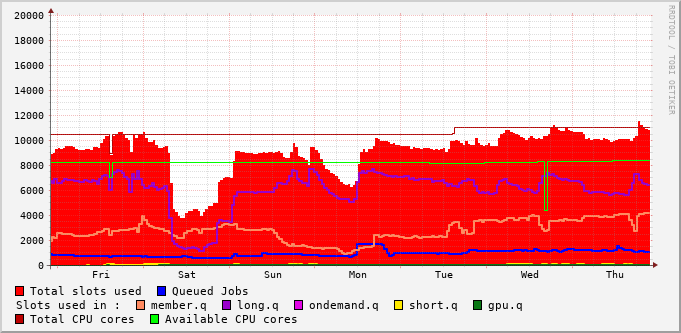 20000
18000
16000
14000
12000
10000
8000
6000
4000
2000
0
Fri Sat Sun Mon Tue Wed Thu
RRDTOOL / TOBI OETIKER
Total slots used Queued Jobs
Slots used in : member.q long.q ondemand.q short.q gpu.q
Total CPU cores Available CPU cores